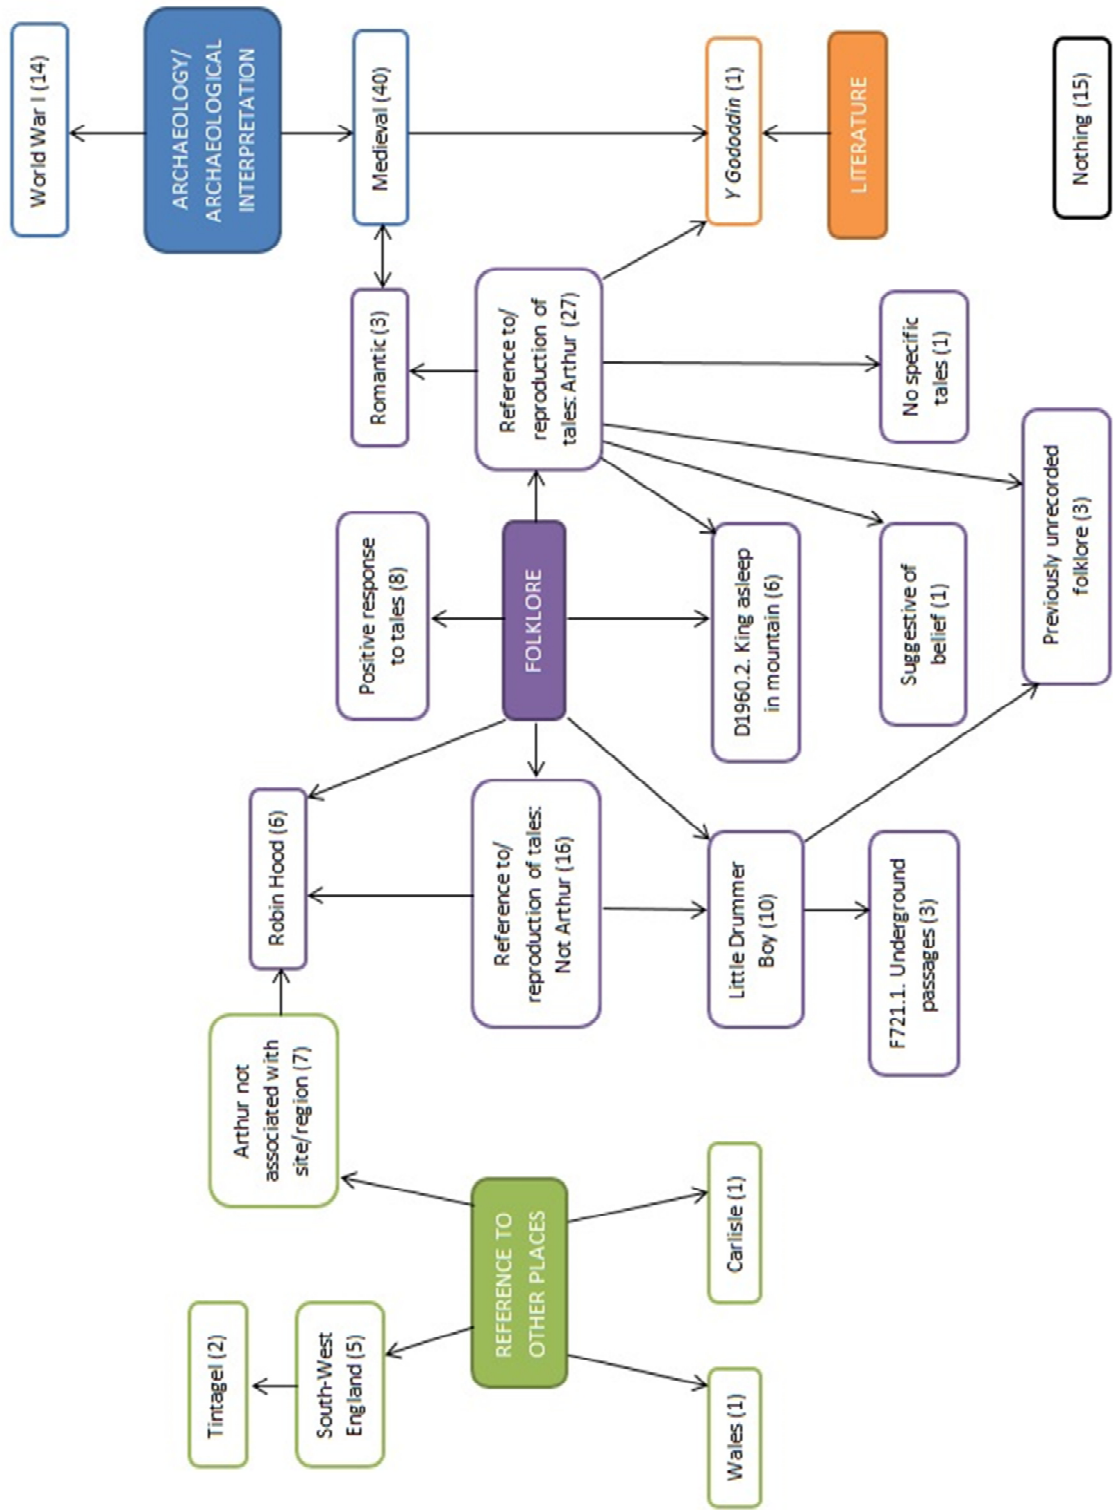 Tintagel (2)
South-West
England (5)
REFERENCE TO
OTHER PLACES
Wales (1)
Carlisle (1)
Arthur not
associated with
site/region (7)
Robin Hood (6)
Reference to/
reproduction of tales:
Not Arthur (16)
Little Drummer
Boy (10)
F721.1. Underground
passages (3)
Positive response
to tales (8)
FOLKLORE
D1960.2. King asleep
in mountain (6)
Suggestive of
belief (1)
Previously unrecorded
folklore (3)
Romantic (3)
Reference to/
reproduction of
tales: Arthur (27)
No specific
tales (1)
World War I (14)
ARCHAEOLOGY/
ARCHAEOLOGICAL
INTERPRETATION
Medieval (40)
Y Gododdin (1)
LITERATURE
Nothing (15)